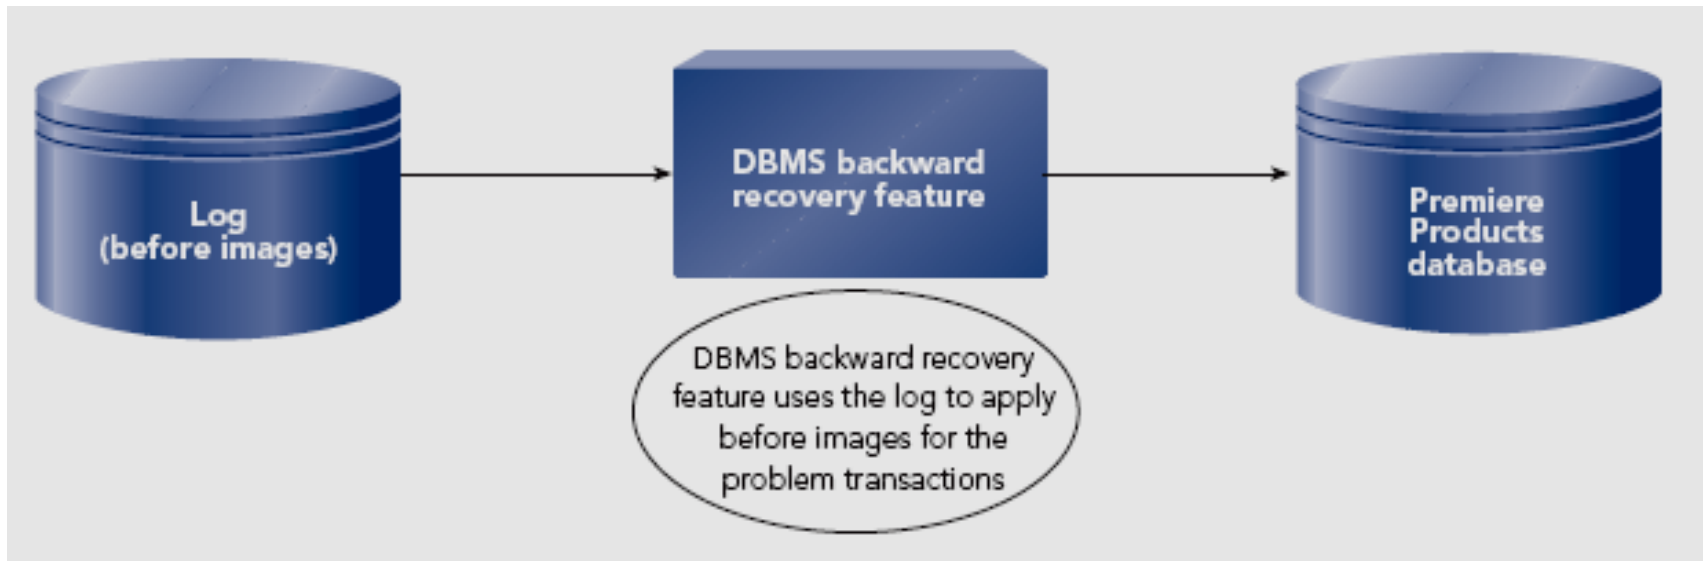 Log
(before images)
DBMS backward
recovery feature
Premiere
Products
database
DBMS backward recovery
feature uses the log to apply
before images for the
problem transactions